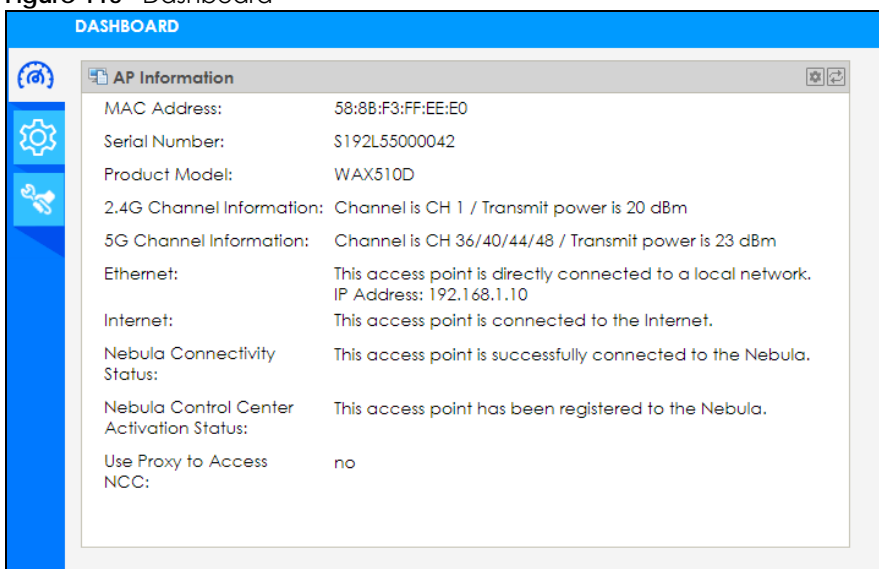 DASHBOARD
AP Information
MAC Address: 58:8B:F3:FF:EE:E0
Serial Number: S192L55000042
Product Model: WAX510D
2.4G Channel Information: Channel is CH 1 / Transmit power is 20 dBm
5G Channel Information: Channel is CH 36/40/44/48 / Transmit power is 23 dBm
Ethernet: This access point is directly connected to a local network.
IP Address: 192.168.1.10
Internet: This access point is connected to the Internet.
Nebula Connectivity This access point is successfully connected to the Nebula.
Status:
Nebula Control Center This access point has been registered to the Nebula.
Activation Status:
Use Proxy to Access no
NCC: